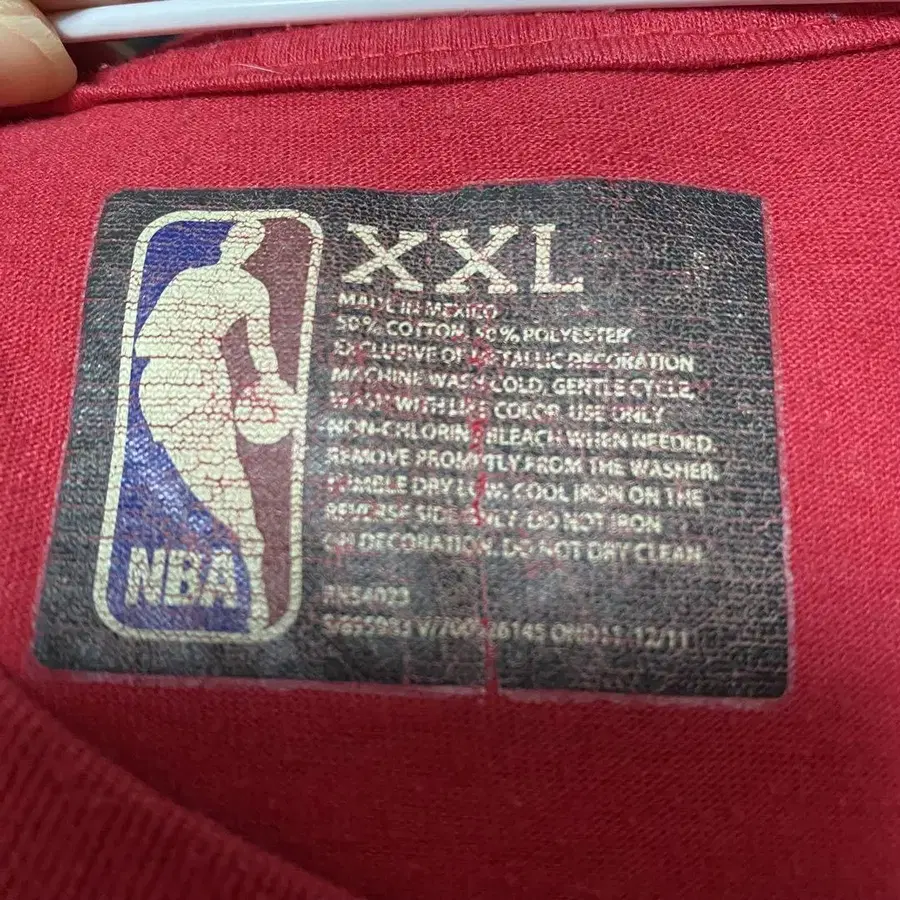 XXL
MADE IN MEXICO
50% COTTON, 50% POLYESTER
EXCLUSIVE OF METALLIC DECORATION
MACHINE WASH COLD, GENTLE CYCLE,
WASH WITH LIKE COLOR. USE ONLY
NON-CHLORINE BLEACH WHEN NEEDED.
REMOVE PROMPTLY FROM THE WASHER.
TUMBLE DRY LOW. COOL IRON ON THE
REVERSE SIDE ONLY. DO NOT IRON
ON DECORATION. DO NOT DRY CLEAN.
12/11
NBA